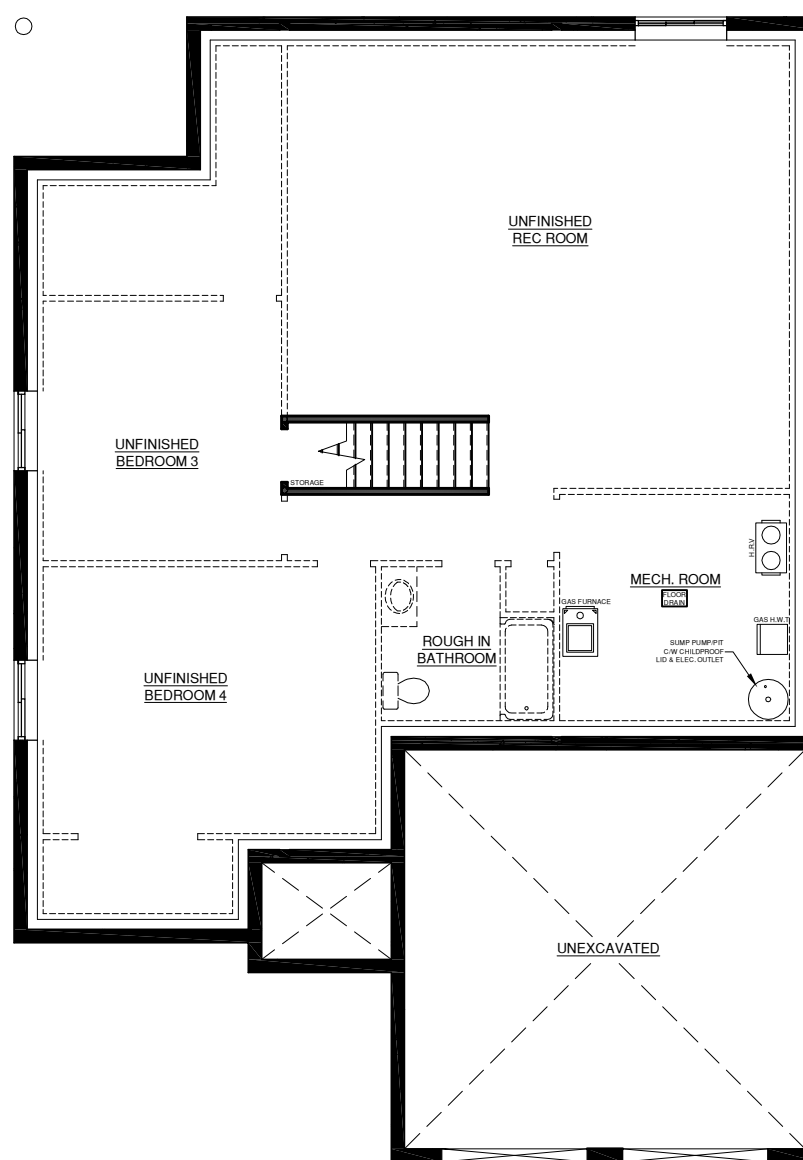 UNFINISHED
REC ROOM
UNFINISHED
BEDROOM 3
STORAGE
H.R.V
MECH. ROOM
FLOOR
DRAIN
GAS FURNACE
GAS H.W.T
ROUGH IN
BATHROOM
SUMP PUMP/PIT
C/W CHILDPROOF
LID & ELEC. OUTLET
UNFINISHED
BEDROOM 4
UNEXCAVATED